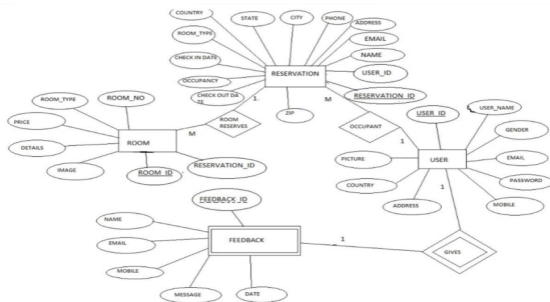 COUNTRY
STATE
CITY
PHONE
ADDRESS
ROOM_TYPE
EMAIL
CHECK IN DATE
NAME
RESERVATION
OCCUPANCY
USER_ID
CHECK OUT DA
TE
RESERVATION_ID
1
M
ZIP
ROOM_TYPE
ROOM_NO
PRICE
ROOM
RESERVES
M
ROOM
DETAILS
IMAGE
ROOM_ID
RESERVATION_ID
OCCUPANT
1
USER_ID
USER_NAME
GENDER
PICTURE
USER
EMAIL
COUNTRY
PASSWORD
ADDRESS
1
MOBILE
FEEDBACK_ID
NAME
EMAIL
FEEDBACK
1
GIVES
MOBILE
MESSAGE
DATE